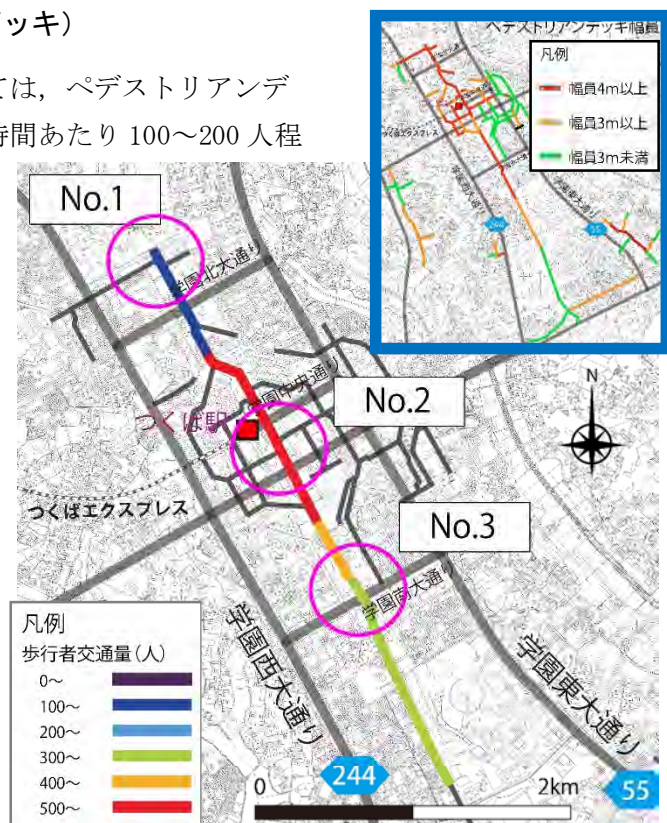 ッキ）
ては，ペデストリアンデ
時間あたり 100～200 人程
ペデストリアンデッキ幅員
凡例
幅員4m以上
幅員3m以上
幅員3m未満
244
55
No.1
学園北大通り
学園中央通り
つくば駅
No.2
N
つくばエクスプレス
No.3
学園南大通り
学園西大通り
学園東大通り
凡例
歩行者交通量（人）
0～
100～
200～
300～
400～
500～
244
0
2km
55